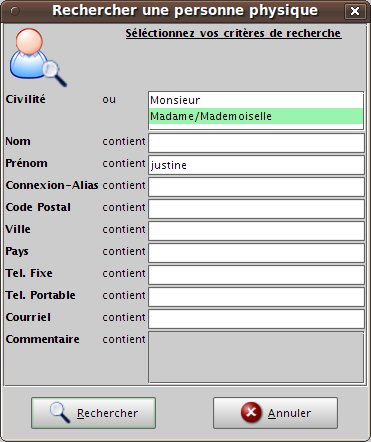 Rechercher une personne physique
Séléctionnez vos critères de recherche
Civilité ou Monsieur
Madame/Mademoiselle
Nom contient
Prénom contient justine
Connexion-Alias contient
Code Postal contient
Ville contient
Pays contient
Tel. Fixe contient
Tel. Portable contient
Courriel contient
Commentaire contient
Rechercher Annuler